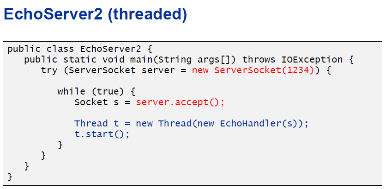 EchoServer2 (threaded)
public class EchoServer2 {
   public static void main(String args[]) throws IOException {
      try (ServerSocket server = new ServerSocket(1234)) {
         while (true) {
            Socket s = server.accept();
            Thread t = new Thread(new EchoHandler(s));
            t.start();
         }
      }
   }
}